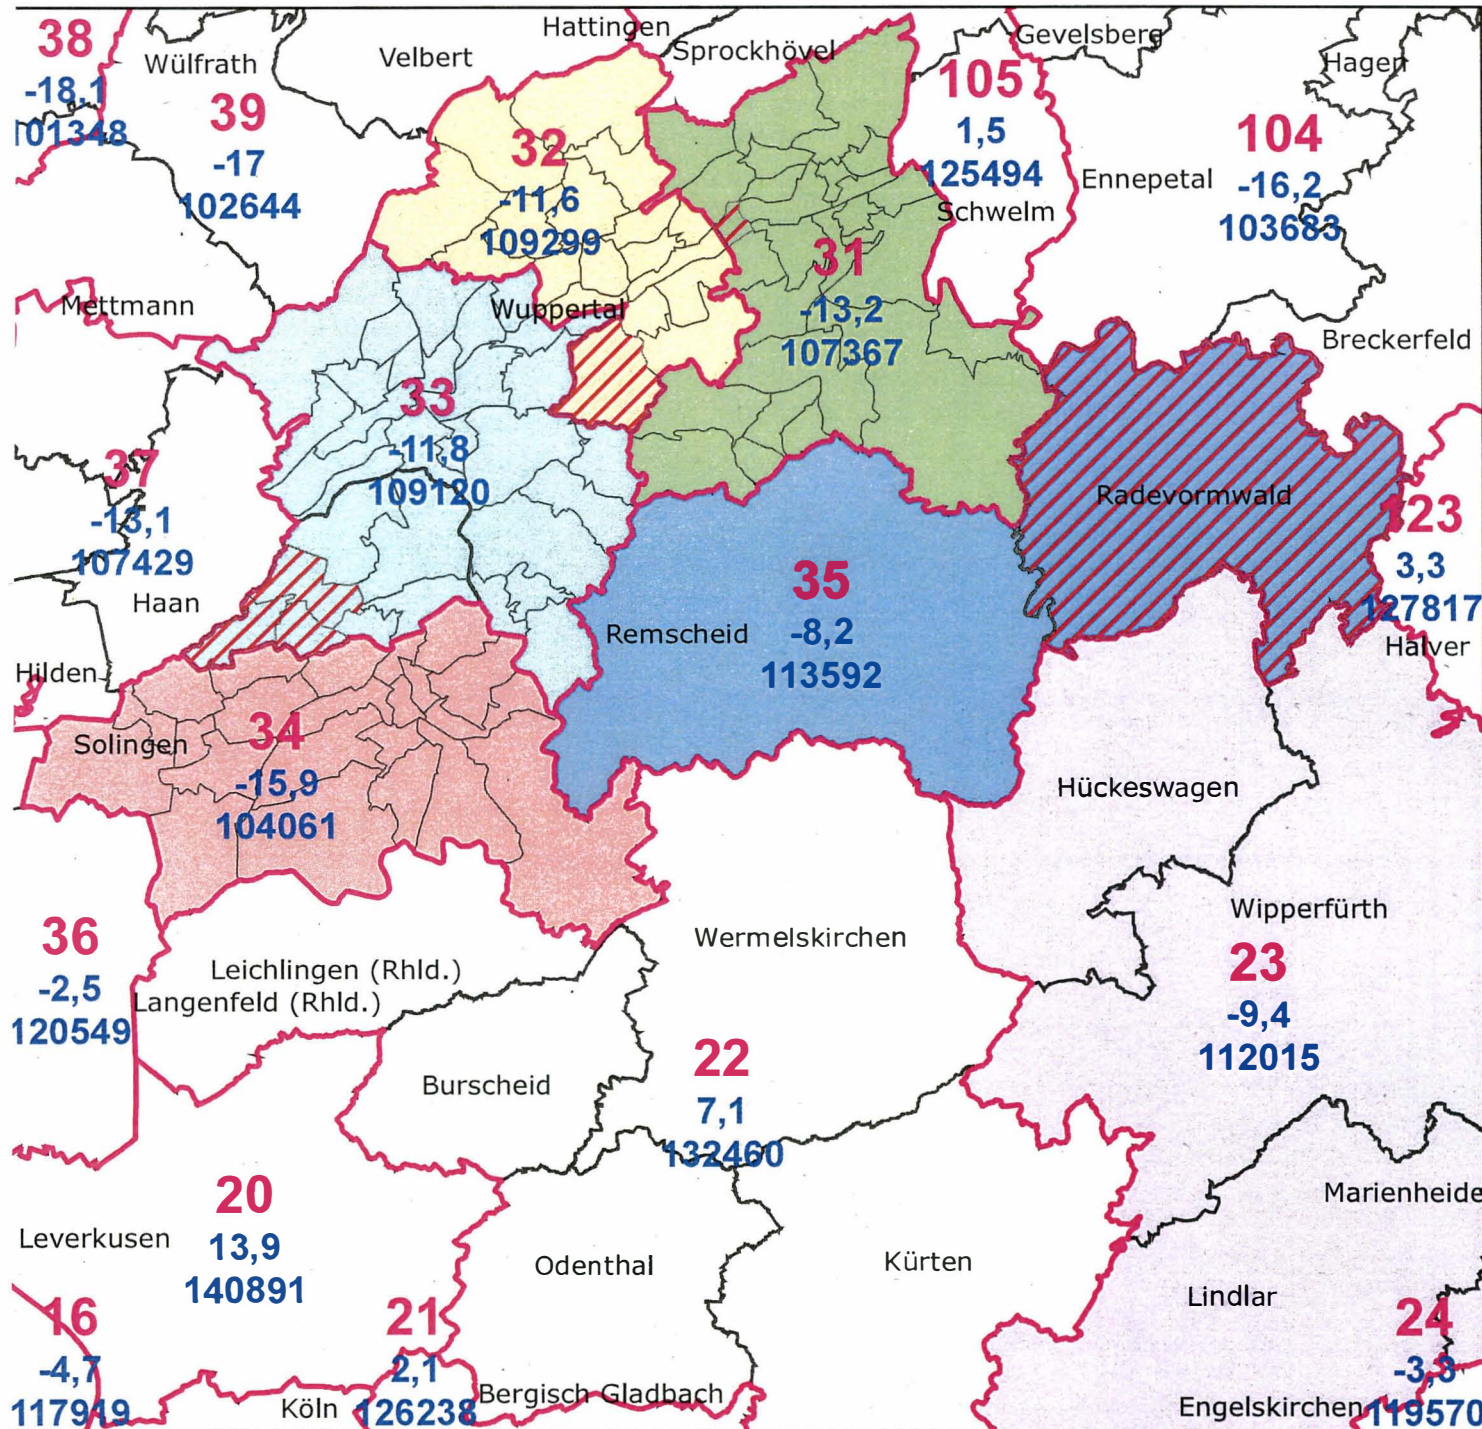 38
-18,1
101348
Wülfrath
Velbert
Hattingen
Sprockhövel
Gevelsberg
Hagen
39
-17
102644
32
-11,6
109299
105
1,5
125494
Schwelm
Ennepetal
104
-16,2
103683
Mettmann
Wuppertal
31
-13,2
107367
Breckerfeld
33
-11,8
109120
37
-13,1
107429
Haan
Hilden
Radevormwald
123
3,3
127817
Halver
35
-8,2
113592
Remscheid
Solingen
34
-15,9
104061
Hückeswagen
Wipperfürth
23
-9,4
112015
36
-2,5
120549
Leichlingen (Rhld.)
Langenfeld (Rhld.)
Wermelskirchen
Burscheid
22
7,1
132460
20
13,9
140891
Leverkusen
Odenthal
Kürten
Marienheide
Lindlar
16
-4,7
117919
21
2,1
126238
Köln
Bergisch Gladbach
24
-3,3
119570
Engelskirchen